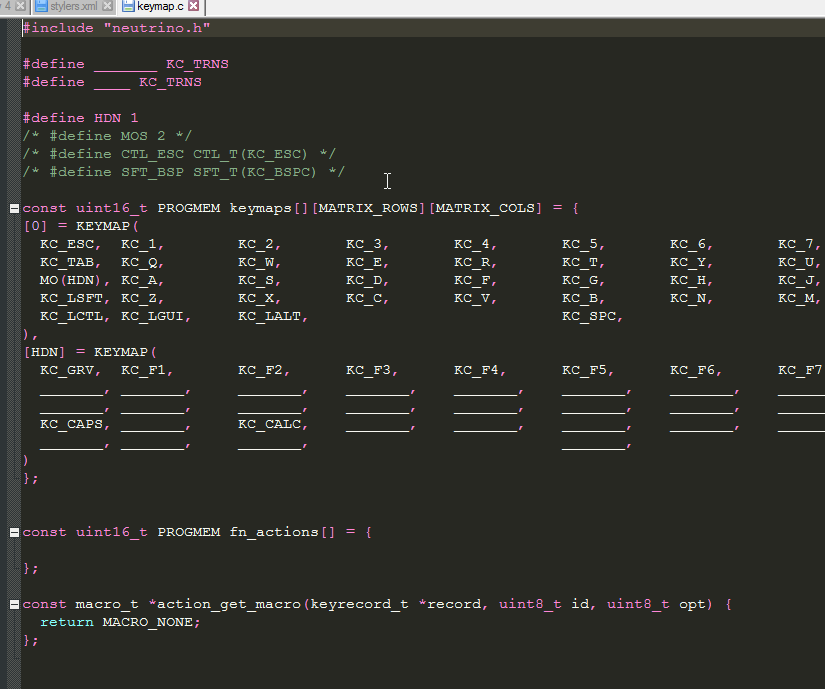 4 stylers.xml keymap.c
#include "neutrino.h"
#define _______ KC_TRNS
#define ____ KC_TRNS
#define HDN 1
/* #define MOS 2 */
/* #define CTL_ESC CTL_T(KC_ESC) */
/* #define SFT_BSP SFT_T(KC_BSPC) */
const uint16_t PROGMEM keymaps[][MATRIX_ROWS][MATRIX_COLS] = {
[0] = KEYMAP(
KC_ESC, KC_1, KC_2, KC_3, KC_4, KC_5, KC_6, KC_7,
KC_TAB, KC_Q, KC_W, KC_E, KC_R, KC_T, KC_Y, KC_U,
MO(HDN), KC_A, KC_S, KC_D, KC_F, KC_G, KC_H, KC_J,
KC_LSFT, KC_Z, KC_X, KC_C, KC_V, KC_B, KC_N, KC_M,
KC_LCTL, KC_LGUI, KC_LALT, KC_SPC,
),
[HDN] = KEYMAP(
KC_GRV, KC_F1, KC_F2, KC_F3, KC_F4, KC_F5, KC_F6, KC_F7
_______, _______, _______, _______, _______, _______, _______, ______
_______, _______, _______, _______, _______, _______, _______, ______
KC_CAPS, _______, KC_CALC, _______, _______, _______, _______, ______
_______, _______, _______, _______,
)
};
const uint16_t PROGMEM fn_actions[] = {
};
const macro_t *action_get_macro(keyrecord_t *record, uint8_t id, uint8_t opt) {
return MACRO_NONE;
};